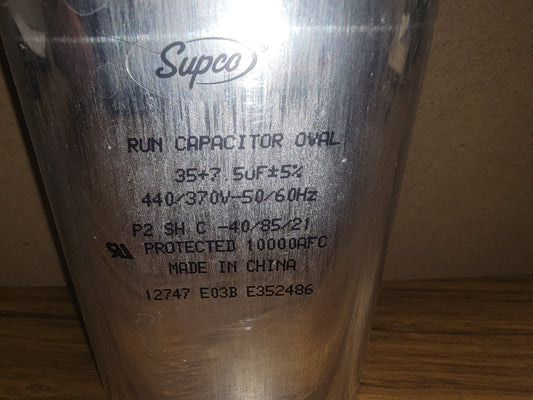 Supco
RUN CAPACITOR OVAL
35+7.5uF±5%
440/370V-50/60Hz
P2 SH C -40/85/21
PROTECTED 10000AFC
MADE IN CHINA
12747 E03B E352486